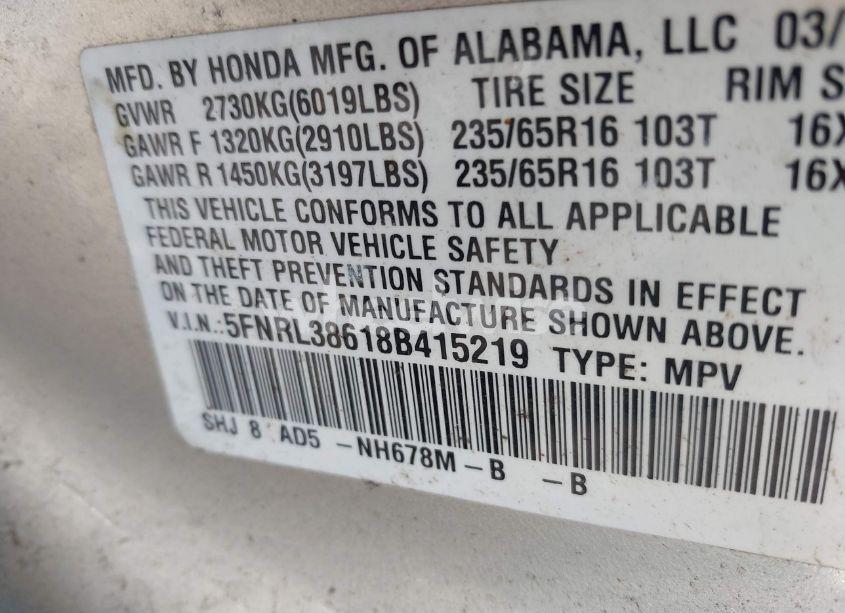 MFD. BY HONDA MFG. OF ALABAMA, LLC 03/
GVWR 2730KG(6019LBS) TIRE SIZE RIM S
GAWR F 1320KG(2910LBS) 235/65R16 103T 16X
GAWR R 1450KG(3197LBS) 235/65R16 103T 16X
THIS VEHICLE CONFORMS TO ALL APPLICABLE
FEDERAL MOTOR VEHICLE SAFETY
AND THEFT PREVENTION STANDARDS IN EFFECT
ON THE DATE OF MANUFACTURE SHOWN ABOVE.
V.I.N.:5FNRL38618B415219 TYPE: MPV
SHJ 8 AD5 -NH678M-B -B